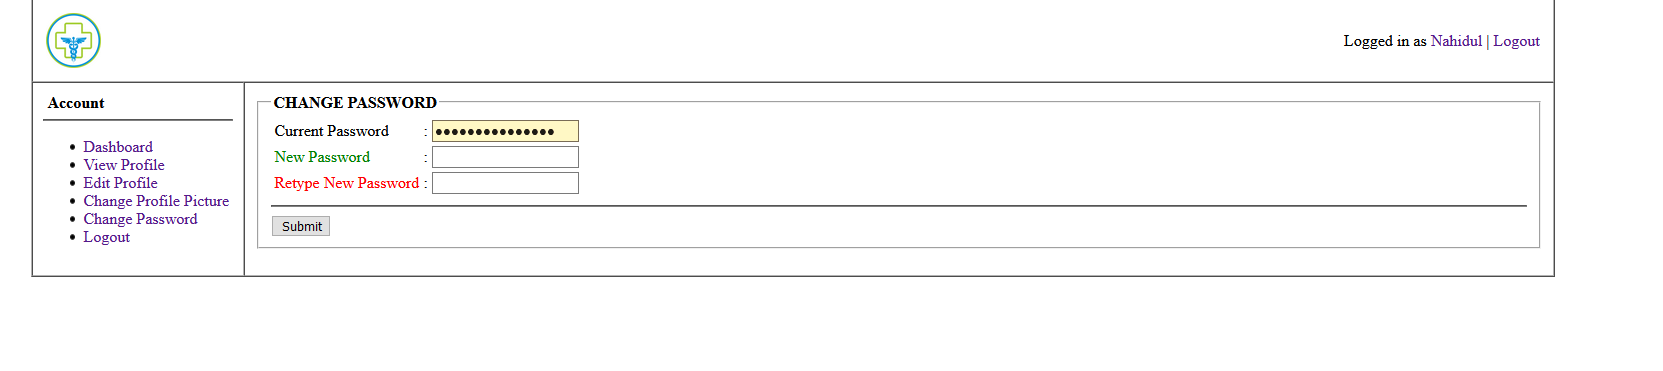 Logged in as Nahidul | Logout
Account
Dashboard
View Profile
Edit Profile
Change Profile Picture
Change Password
Logout
CHANGE PASSWORD
Current Password : ●●●●●●●●●●●●●●●
New Password :
Retype New Password :
Submit